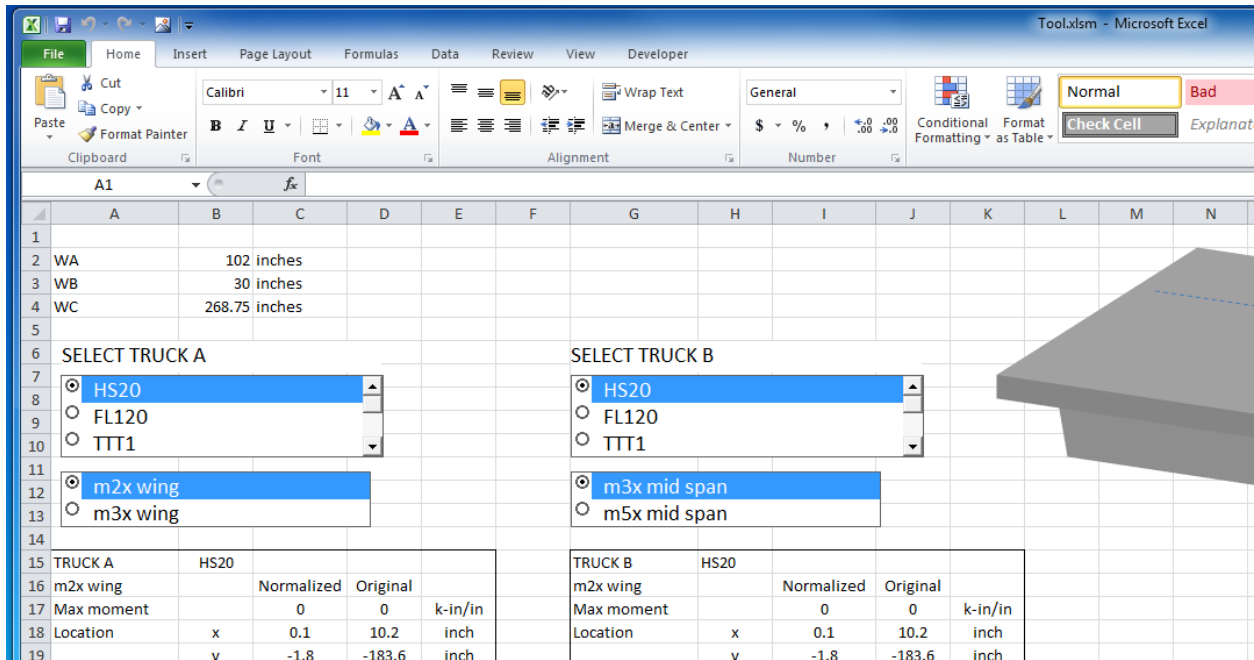 Tool.xlsm - Microsoft Excel
File Home Insert Page Layout Formulas Data Review View Developer
Paste Cut Copy Format Painter Clipboard
Calibri 11 A A B I U A Font
Wrap Text Merge & Center Alignment
General $ % , .0 .00 .00 .0 Number
Conditional Formatting Format as Table
Normal Bad
Check Cell
A1 fx
A B C D E F G H I J K L M N
1
2 WA 102 inches
3 WB 30 inches
4 WC 268.75 inches
5
6 SELECT TRUCK A SELECT TRUCK B
7
8 HS20 HS20
9 FL120 FL120
10 TTT1 TTT1
11
12 m2x wing m3x mid span
13 m3x wing m5x mid span
14
15 TRUCK A HS20 TRUCK B HS20
16 m2x wing Normalized Original m2x wing Normalized Original
17 Max moment 0 0 k-in/in Max moment 0 0 k-in/in
18 Location x 0.1 10.2 inch Location x 0.1 10.2 inch
19 y -1.8 -183.6 inch y -1.8 -183.6 inch